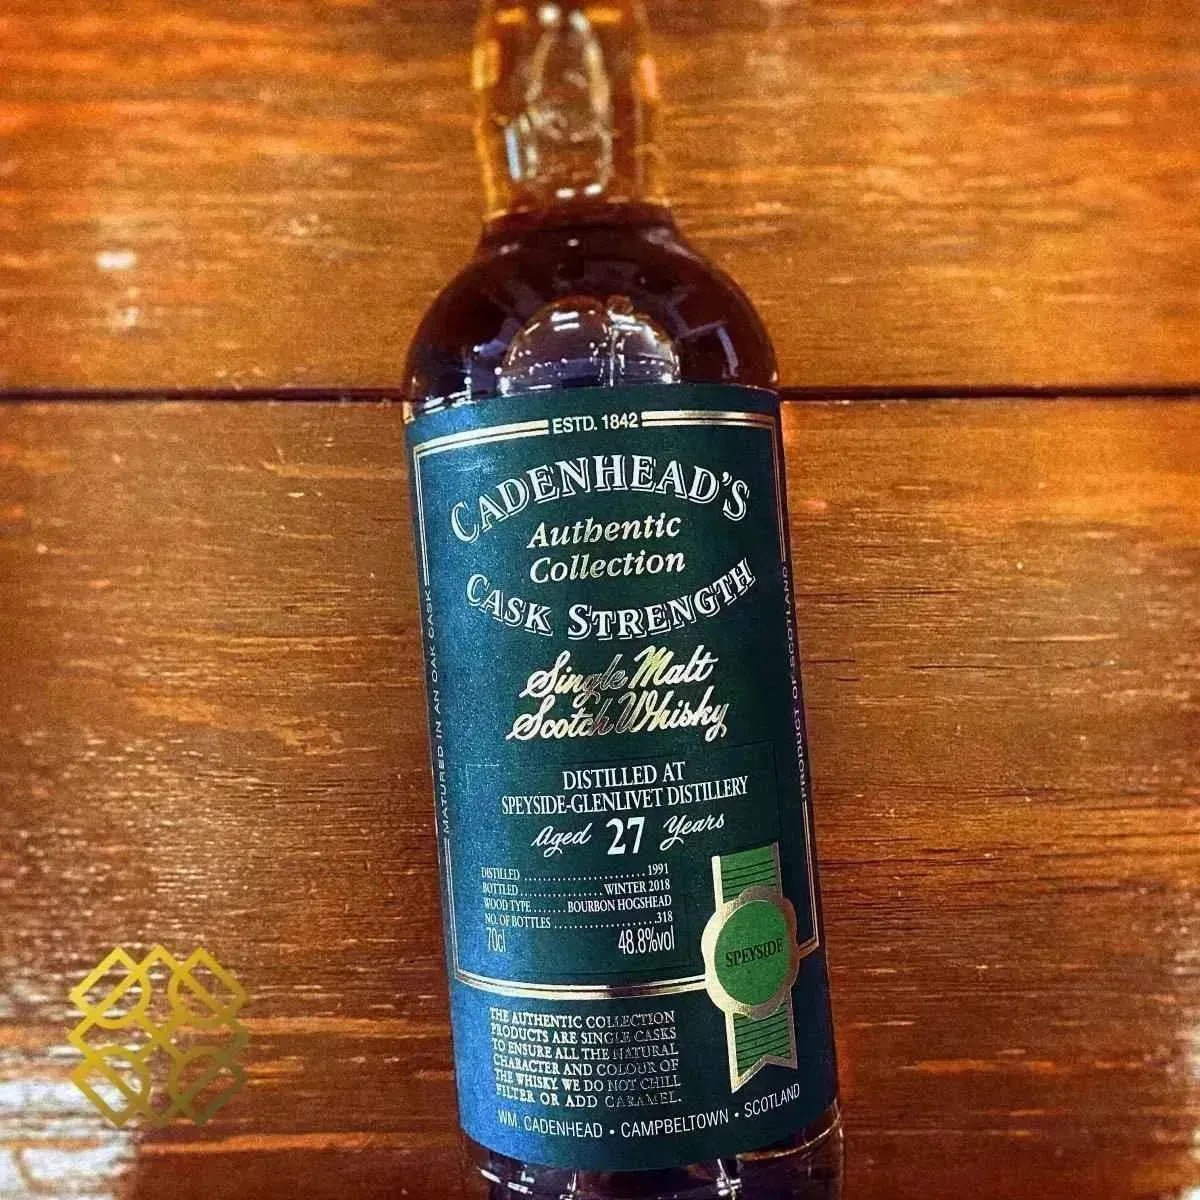 ESTD. 1842
CADENHEAD'S
Authentic
Collection
CASK STRENGTH
Single Malt
Scotch Whisky
MATURED IN AN OAK CASK
PRODUCT OF SCOTLAND
DISTILLED AT
SPEYSIDE-GLENLIVET DISTILLERY
Aged 27 Years
DISTILLED ........................ 1991
BOTTLED ................ WINTER 2018
WOOD TYPE ....... BOURBON HOGSHEAD
NO. OF BOTTLES .................... 318
70cl 48.8%vol
SPEYSIDE
THE AUTHENTIC COLLECTION
PRODUCTS ARE SINGLE CASKS
TO ENSURE ALL THE NATURAL
CHARACTER AND COLOUR OF
THE WHISKY. WE DO NOT CHILL
FILTER OR ADD CARAMEL.
WM. CADENHEAD • CAMPBELTOWN • SCOTLAND